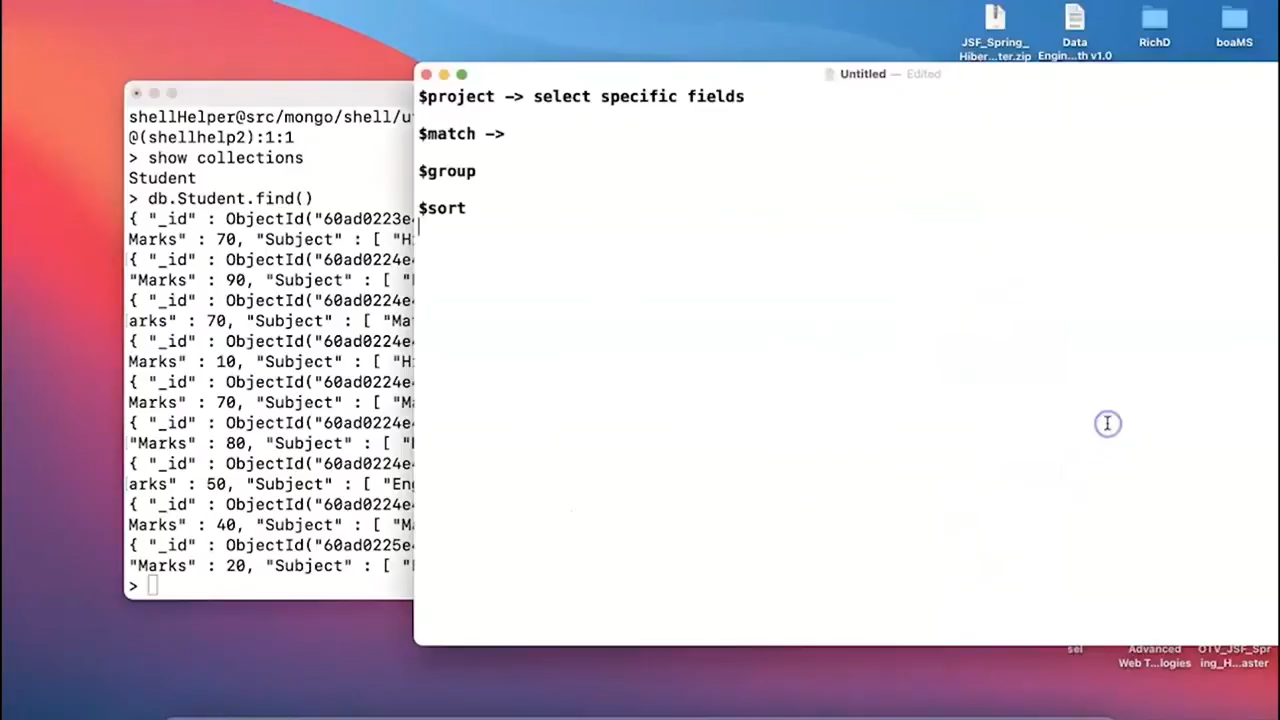 JSF_Spring_
Hiber...ter.zip
Data
Engin...th v1.0
RichD
boaMS
Untitled — Edited
$project -> select specific fields
$match ->
$group
$sort
shellHelper@src/mongo/shell/u
@(shellhelp2):1:1
> show collections
Student
> db.Student.find()
{ "_id" : ObjectId("60ad0223e
Marks" : 70, "Subject" : [ "H
{ "_id" : ObjectId("60ad0224e
"Marks" : 90, "Subject" : [ "
{ "_id" : ObjectId("60ad0224e
arks" : 70, "Subject" : [ "Ma
{ "_id" : ObjectId("60ad0224e
Marks" : 10, "Subject" : [ "H
{ "_id" : ObjectId("60ad0224e
Marks" : 70, "Subject" : [ "M
{ "_id" : ObjectId("60ad0224e
"Marks" : 80, "Subject" : [ "
{ "_id" : ObjectId("60ad0224e
arks" : 50, "Subject" : [ "En
{ "_id" : ObjectId("60ad0224e
Marks" : 40, "Subject" : [ "M
{ "_id" : ObjectId("60ad0225e
"Marks" : 20, "Subject" : [ "
>
sel
Advanced
Web T...logies
OTV_JSF_Spr
ing_H...aster